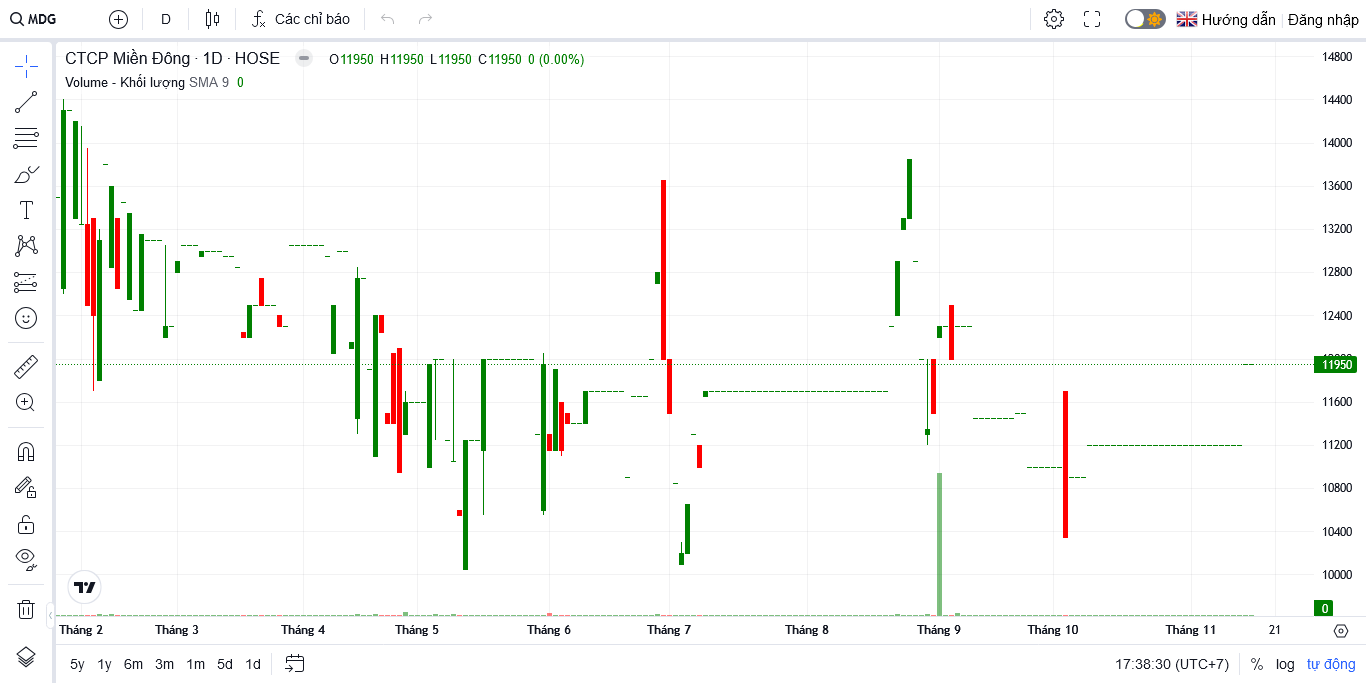 MDG D Các chỉ báo Hướng dẫn Đăng nhập
CTCP Miền Đông · 1D · HOSE O11950 H11950 L11950 C11950 0 (0.00%)
Volume - Khối lượng SMA 9 0
14800
14400
14000
13600
13200
12800
12400
11950
11600
11200
10800
10400
10000
0
Tháng 2 Tháng 3 Tháng 4 Tháng 5 Tháng 6 Tháng 7 Tháng 8 Tháng 9 Tháng 10 Tháng 11 21
5y 1y 6m 3m 1m 5d 1d 17:38:30 (UTC+7) % log tự động